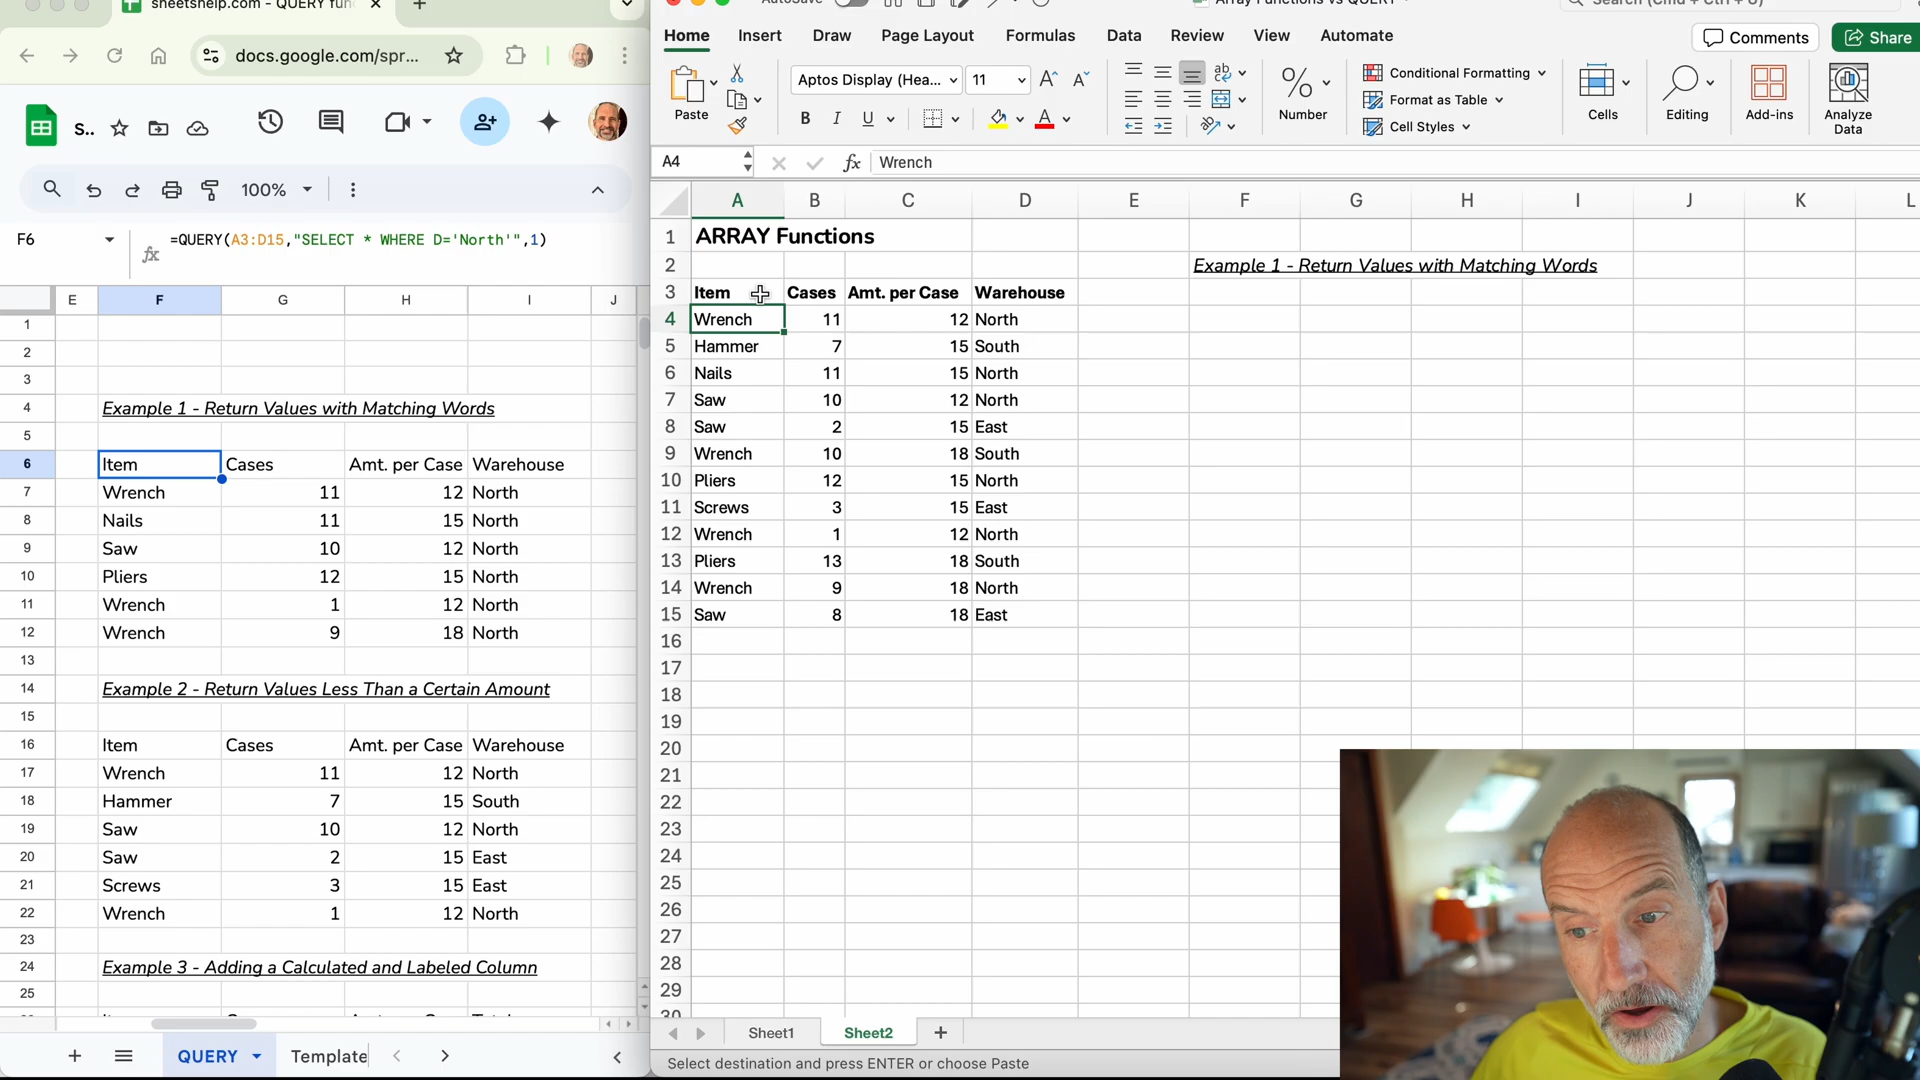 sheetshelp.com - QUERY fun
docs.google.com/spr...
S..
100%
F6
=QUERY(A3:D15,"SELECT * WHERE D='North'",1)
E F G H I J
1
2
3
4 Example 1 - Return Values with Matching Words
5
6 Item Cases Amt. per Case Warehouse
7 Wrench 11 12 North
8 Nails 11 15 North
9 Saw 10 12 North
10 Pliers 12 15 North
11 Wrench 1 12 North
12 Wrench 9 18 North
13
14 Example 2 - Return Values Less Than a Certain Amount
15
16 Item Cases Amt. per Case Warehouse
17 Wrench 11 12 North
18 Hammer 7 15 South
19 Saw 10 12 North
20 Saw 2 15 East
21 Screws 3 15 East
22 Wrench 1 12 North
23
24 Example 3 - Adding a Calculated and Labeled Column
25
QUERY Template
AutoSave
Array Functions vs QUERY
Search (Cmd + Ctrl + U)
Home Insert Draw Page Layout Formulas Data Review View Automate
Comments Share
Paste
Aptos Display (Hea... 11
B I U
Number
Conditional Formatting
Format as Table
Cell Styles
Cells
Editing
Add-ins
Analyze
Data
A4 fx Wrench
A B C D E F G H I J K L
1 ARRAY Functions
2 Example 1 - Return Values with Matching Words
3 Item Cases Amt. per Case Warehouse
4 Wrench 11 12 North
5 Hammer 7 15 South
6 Nails 11 15 North
7 Saw 10 12 North
8 Saw 2 15 East
9 Wrench 10 18 South
10 Pliers 12 15 North
11 Screws 3 15 East
12 Wrench 1 12 North
13 Pliers 13 18 South
14 Wrench 9 18 North
15 Saw 8 18 East
16
17
18
19
20
21
22
23
24
25
26
27
28
29
30
Sheet1 Sheet2
Select destination and press ENTER or choose Paste